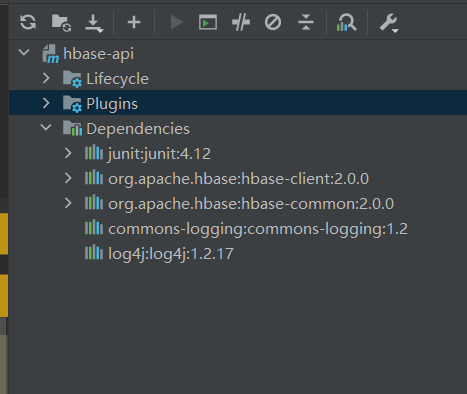 hbase-api
Lifecycle
Plugins
Dependencies
junit:junit:4.12
org.apache.hbase:hbase-client:2.0.0
org.apache.hbase:hbase-common:2.0.0
commons-logging:commons-logging:1.2
log4j:log4j:1.2.17